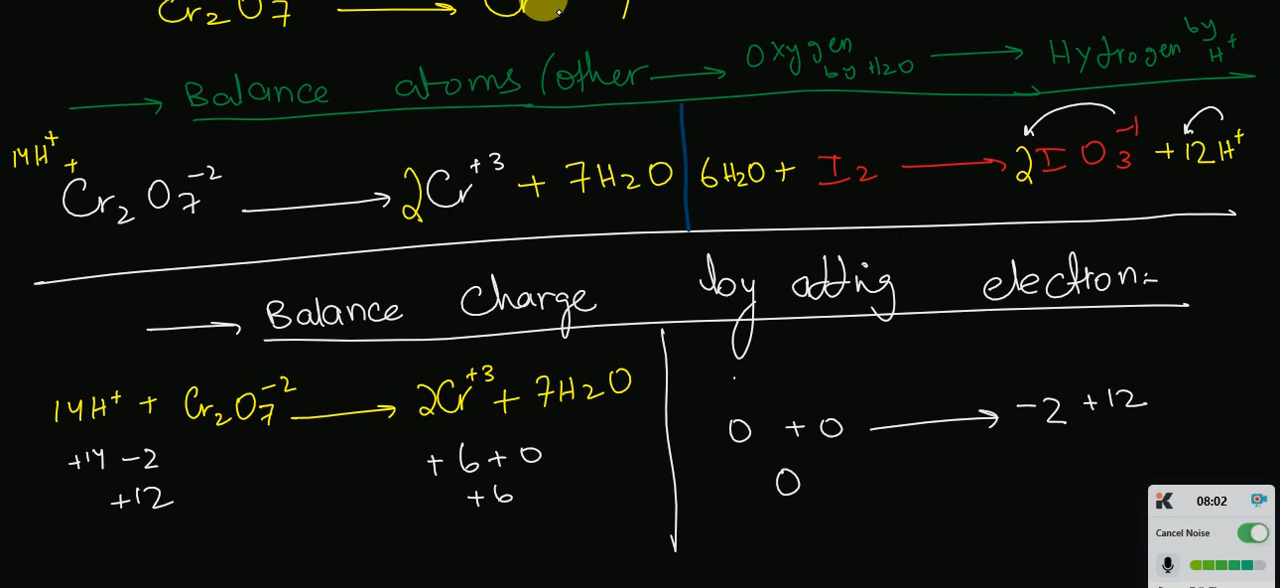 Cr2O7 ⟶
⟶ Balance atoms (other ⟶ Oxygen by H2O ⟶ Hydrogen by H+
14H+ + Cr2O7-2 ⟶ 2Cr+3 + 7H2O
6H2O + I2 ⟶ 2IO3-1 + 12H+
⟶ Balance charge by adting electron=
14H+ + Cr2O7-2 ⟶ 2Cr+3 + 7H2O
+14 -2 +6+0
+12 +6
0 + 0 ⟶ -2 +12
0
08:02
Cancel Noise